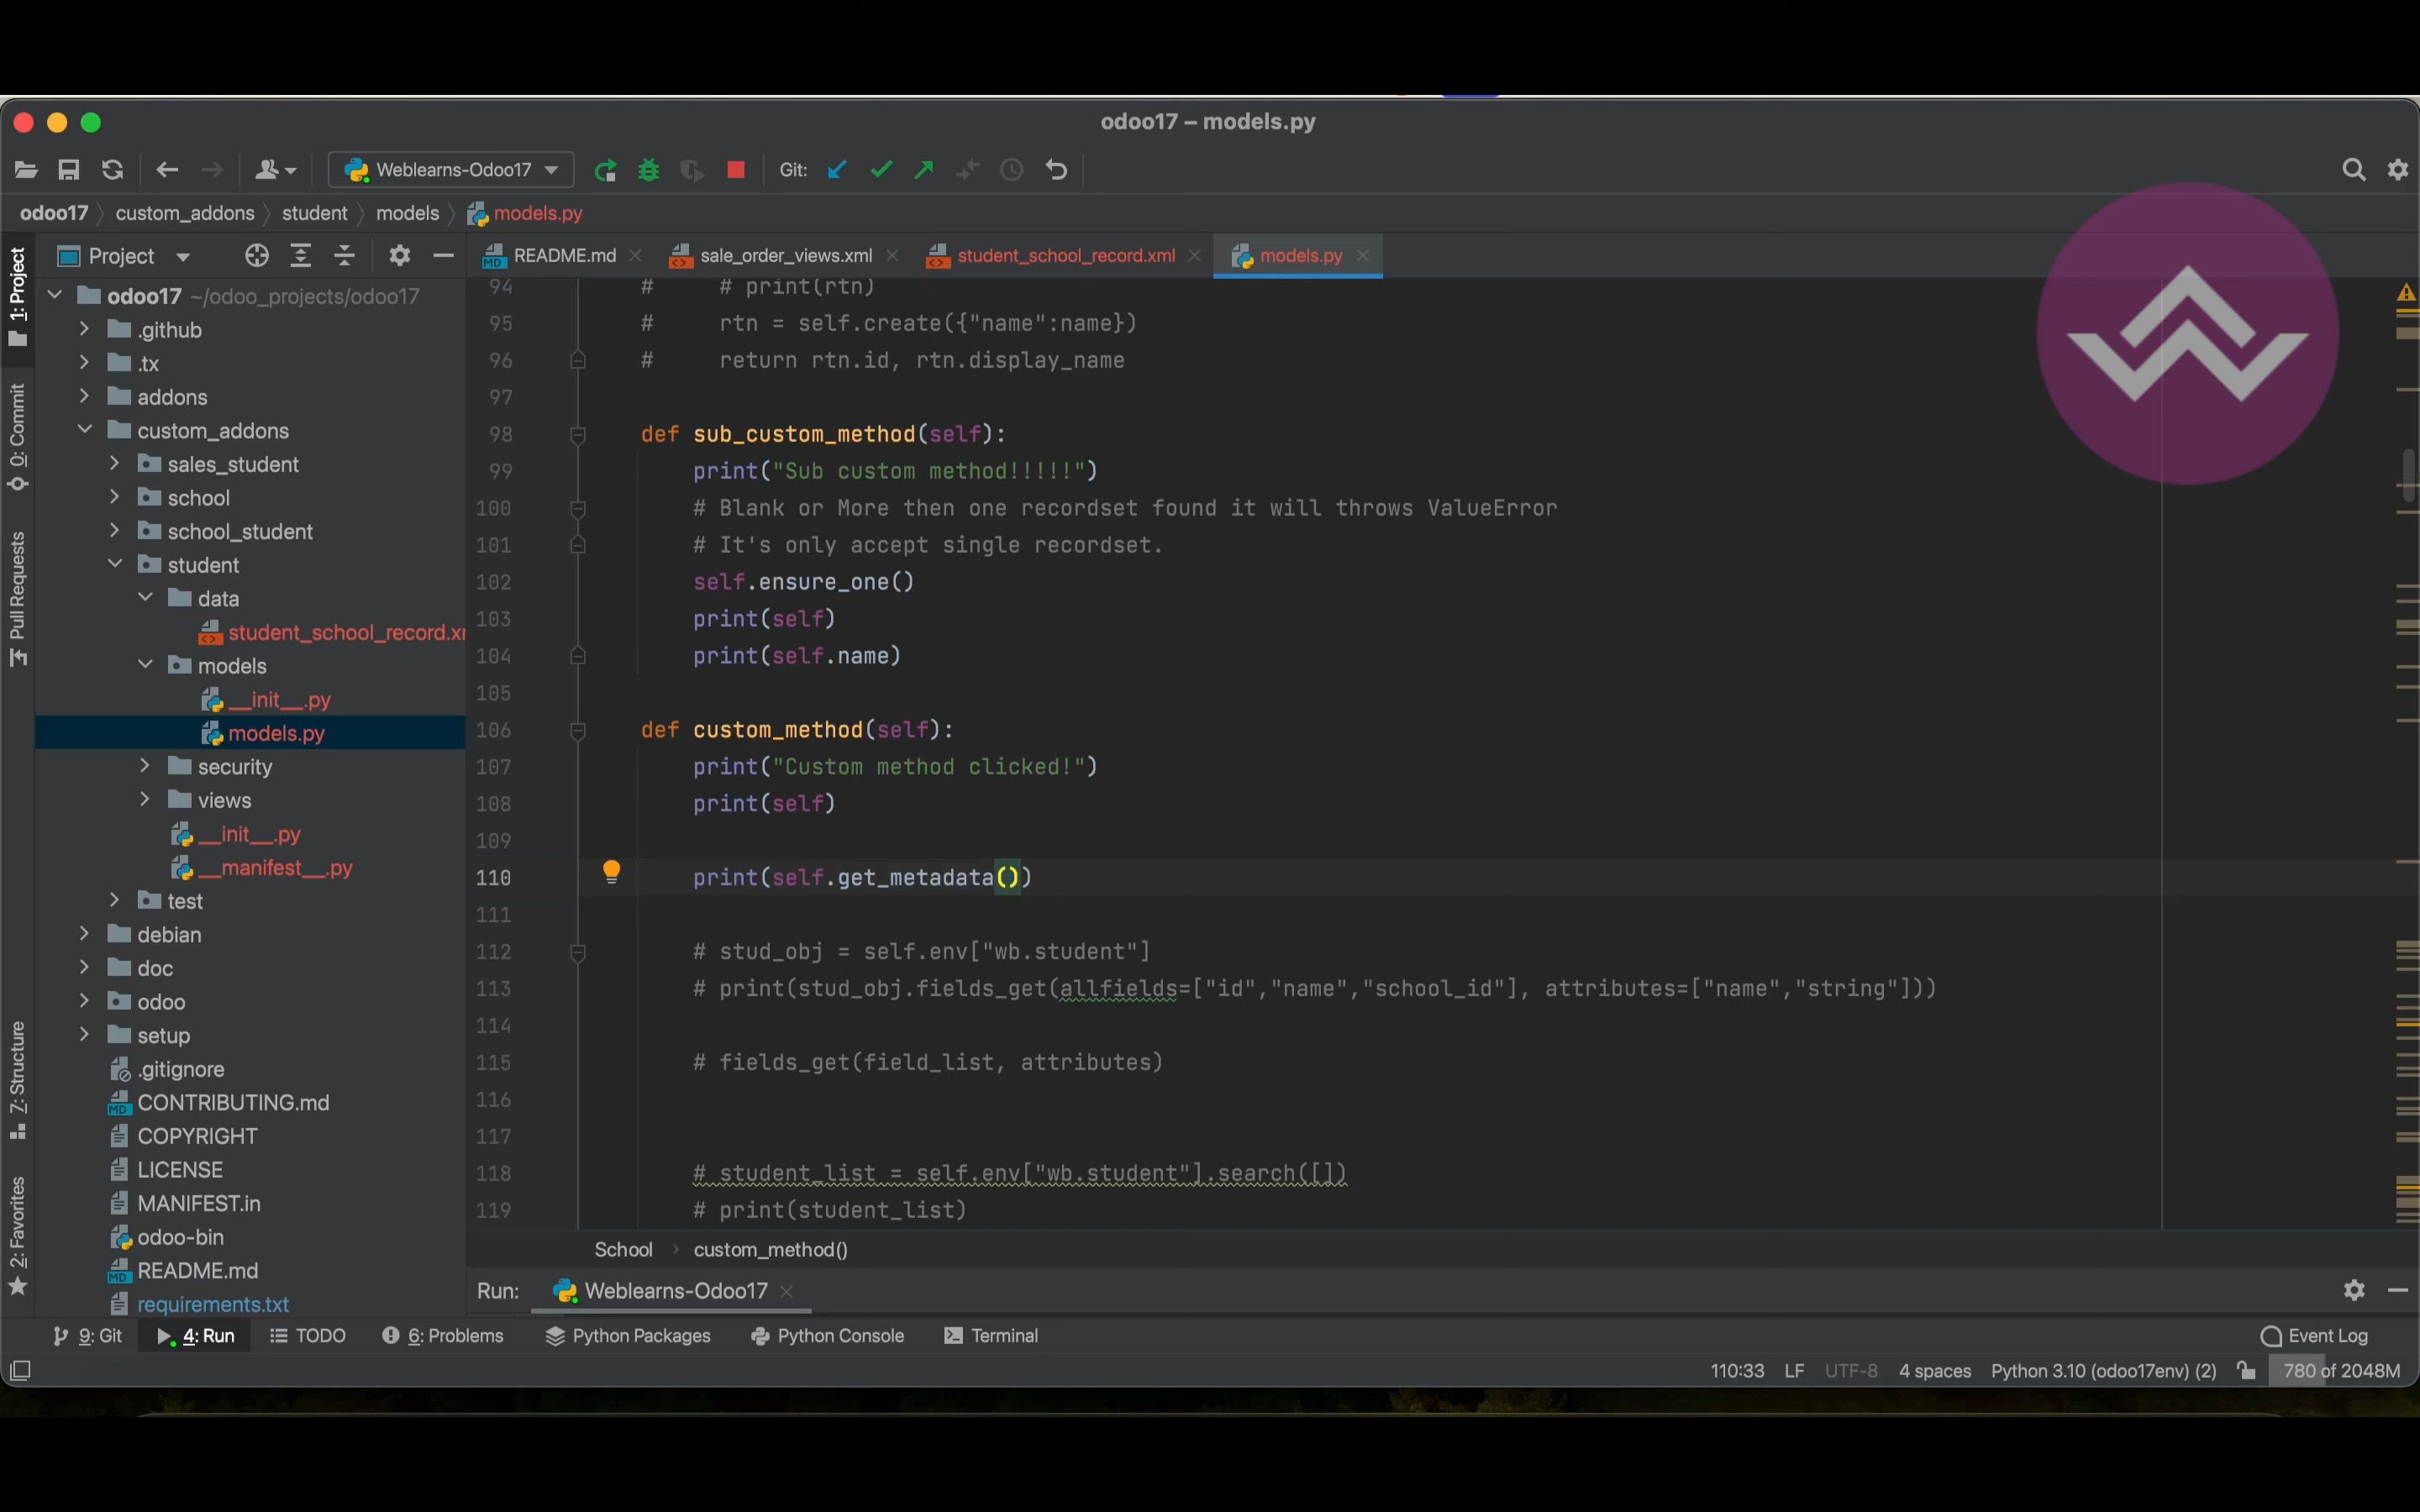 odoo17 – models.py
Weblearns-Odoo17
Git:
odoo17 custom_addons student models models.py
1: Project
0: Commit
Pull Requests
7: Structure
2: Favorites
Project
odoo17 ~/odoo_projects/odoo17
.github
.tx
addons
custom_addons
sales_student
school
school_student
student
data
student_school_record.xm
models
__init__.py
models.py
security
views
__init__.py
__manifest__.py
test
debian
doc
odoo
setup
.gitignore
CONTRIBUTING.md
COPYRIGHT
LICENSE
MANIFEST.in
odoo-bin
README.md
requirements.txt
README.md sale_order_views.xml student_school_record.xml models.py
94 # # print(rtn)
95 # rtn = self.create({"name":name})
96 # return rtn.id, rtn.display_name
97
98 def sub_custom_method(self):
99 print("Sub custom method!!!!!")
100 # Blank or More then one recordset found it will throws ValueError
101 # It's only accept single recordset.
102 self.ensure_one()
103 print(self)
104 print(self.name)
105
106 def custom_method(self):
107 print("Custom method clicked!")
108 print(self)
109
110 print(self.get_metadata())
111
112 # stud_obj = self.env["wb.student"]
113 # print(stud_obj.fields_get(allfields=["id","name","school_id"], attributes=["name","string"]))
114
115 # fields_get(field_list, attributes)
116
117
118 # student_list = self.env["wb.student"].search([])
119 # print(student_list)
School custom_method()
Run: Weblearns-Odoo17
9: Git 4: Run TODO 6: Problems Python Packages Python Console Terminal Event Log
110:33 LF UTF-8 4 spaces Python 3.10 (odoo17env) (2) 780 of 2048M